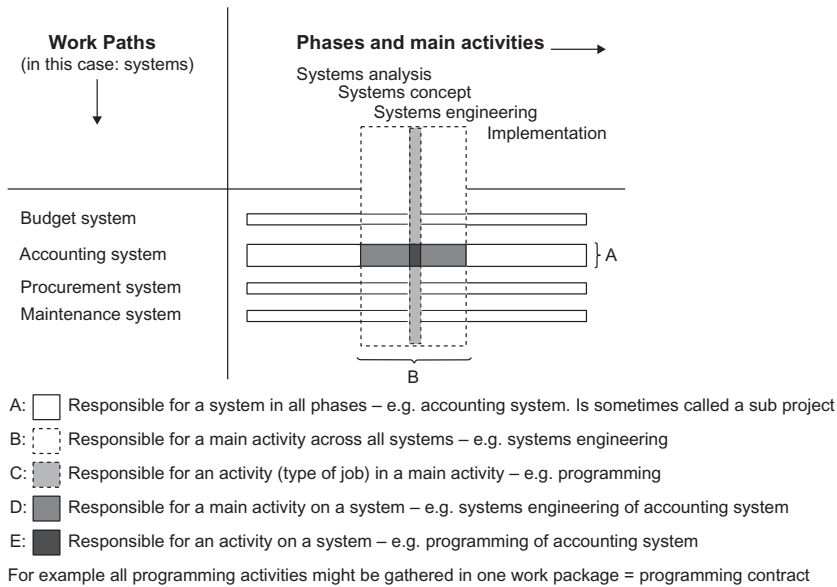 Work Paths
(in this case: systems)
Phases and main activities
Systems analysis
Systems concept
Systems engineering
Implementation
Budget system
Accounting system
A
Procurement system
Maintenance system
B
A: Responsible for a system in all phases – e.g. accounting system. Is sometimes called a sub project
B: Responsible for a main activity across all systems – e.g. systems engineering
C: Responsible for an activity (type of job) in a main activity – e.g. programming
D: Responsible for a main activity on a system – e.g. systems engineering of accounting system
E: Responsible for an activity on a system – e.g. programming of accounting system
For example all programming activities might be gathered in one work package = programming contract